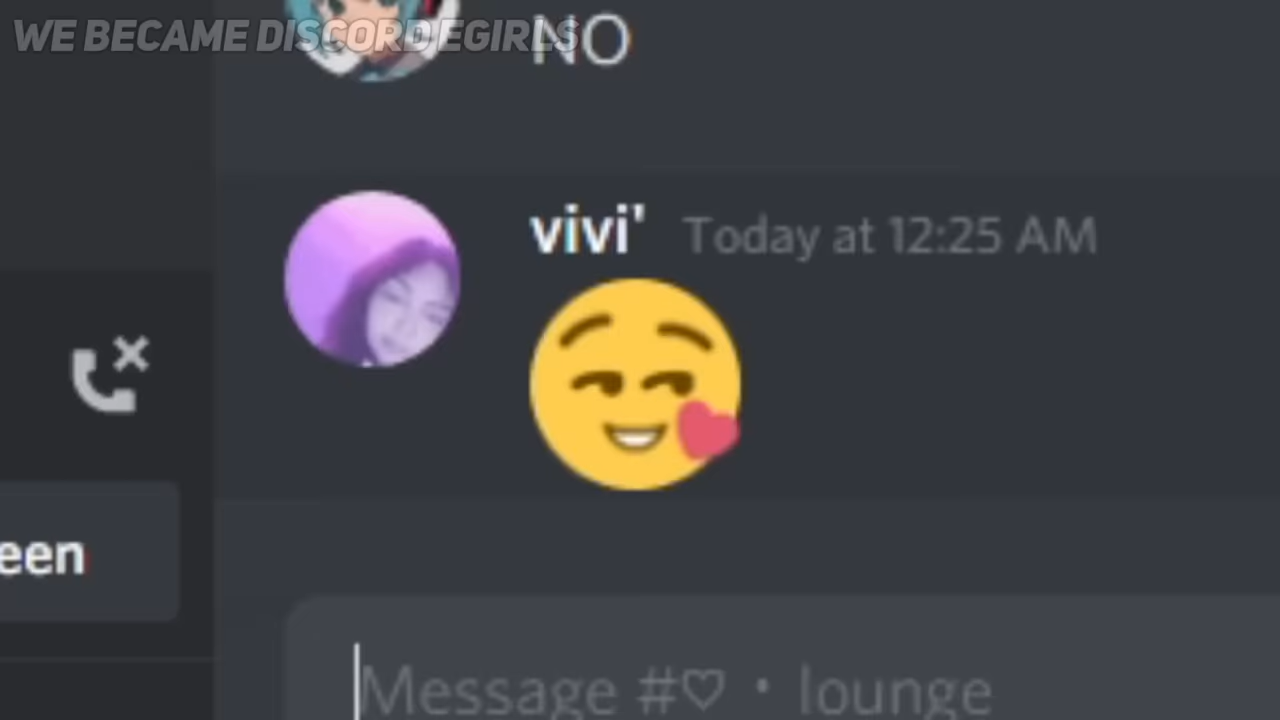 WE BECAME DISCORD EGIRLS
NO
vivi' Today at 12:25 AM
een
Message #♡・lounge